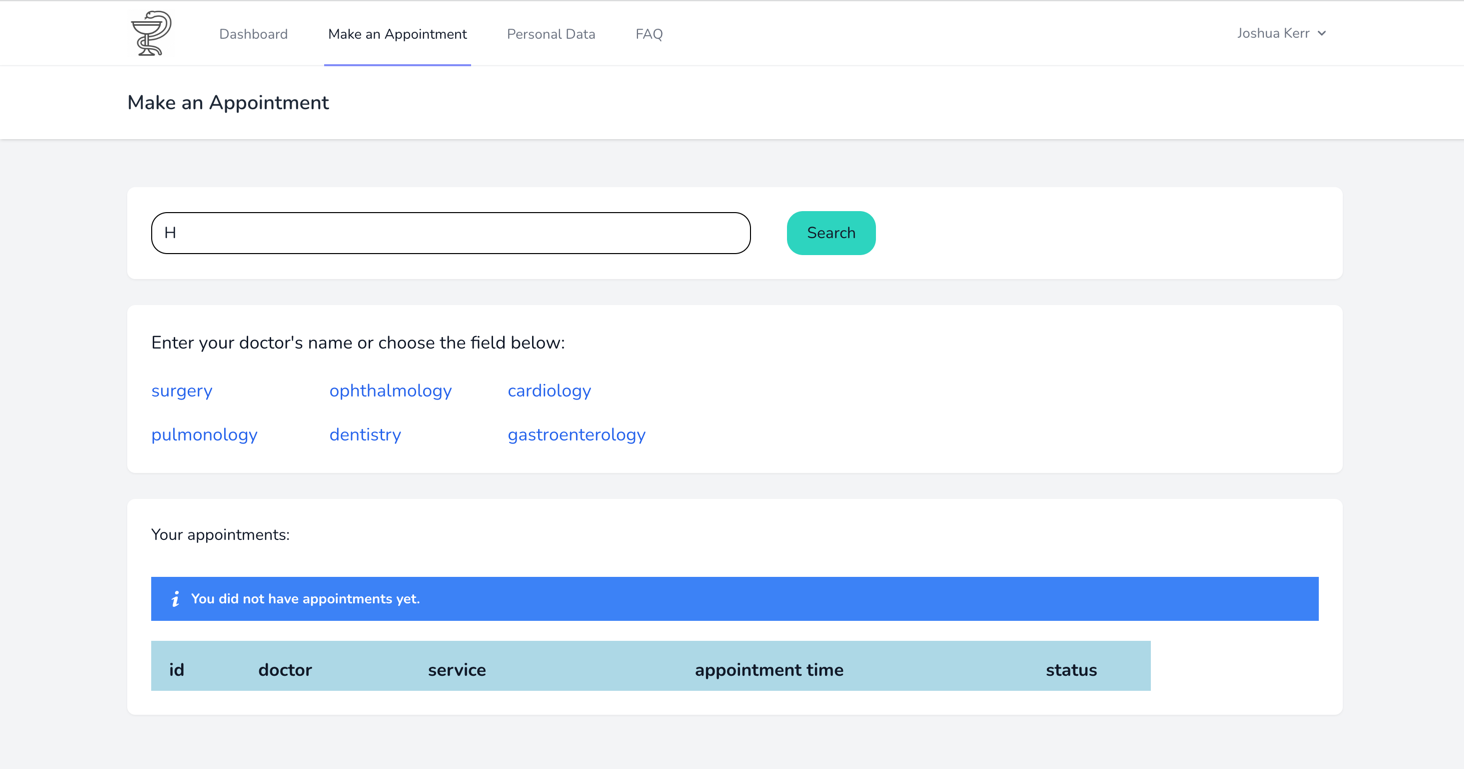 Dashboard Make an Appointment Personal Data FAQ Joshua Kerr
Make an Appointment
H Search
Enter your doctor's name or choose the field below:
surgery ophthalmology cardiology
pulmonology dentistry gastroenterology
Your appointments:
i You did not have appointments yet.
id doctor service appointment time status